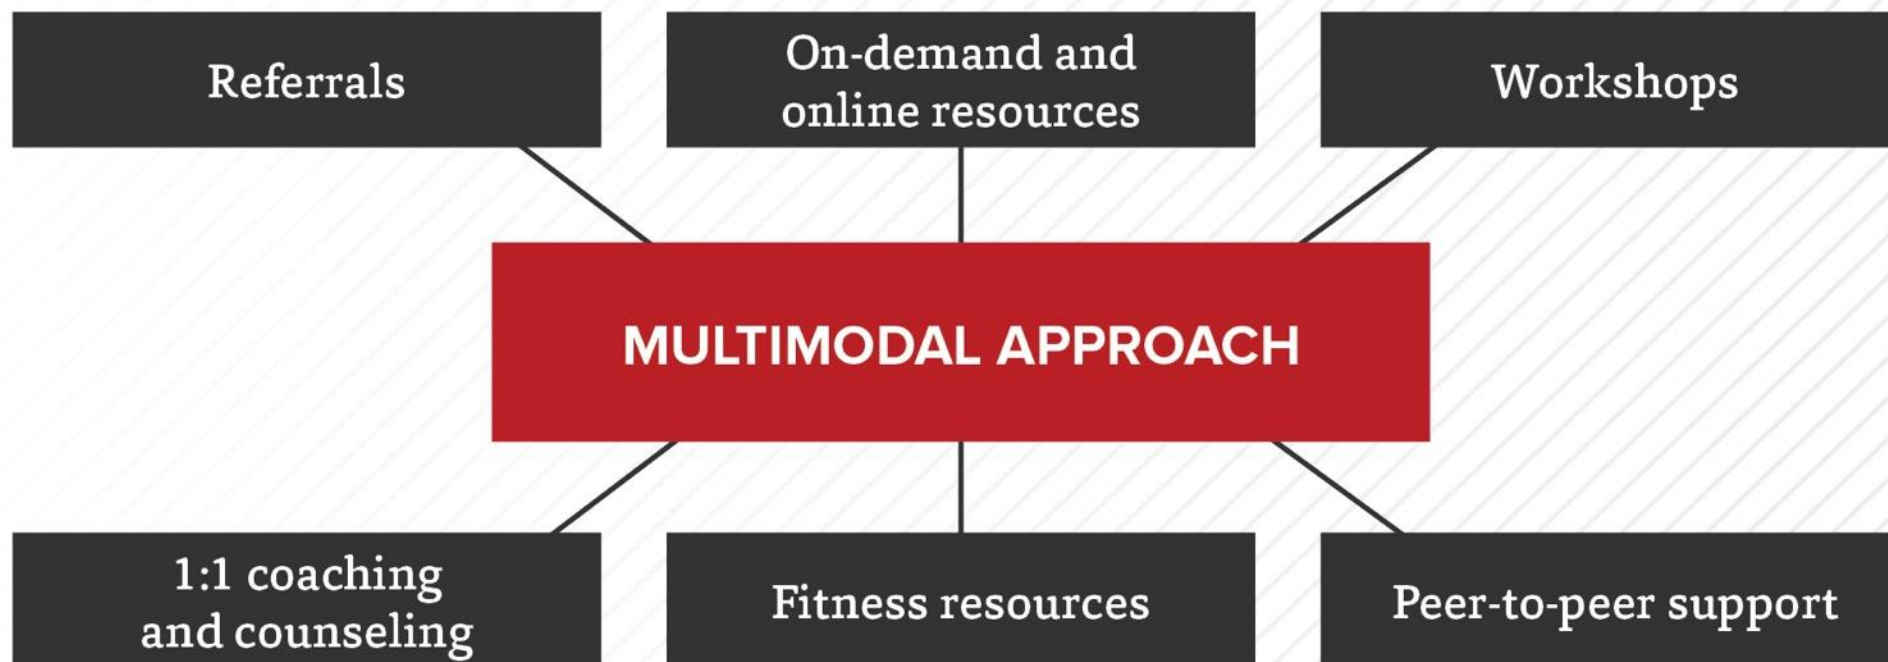 Referrals
On-demand and
online resources
Workshops
MULTIMODAL APPROACH
1:1 coaching
and counseling
Fitness resources
Peer-to-peer support